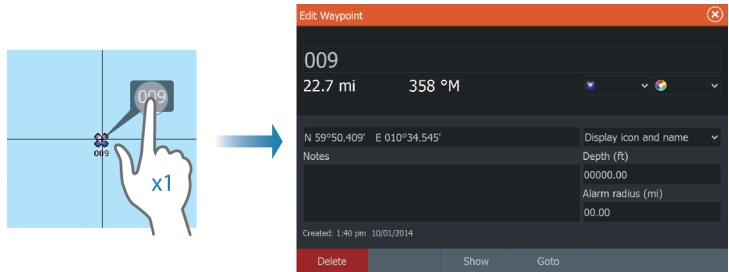 009
009
x1
Edit Waypoint
009
22.7 mi 358 °M
N 59°50.409' E 010°34.545' Display icon and name
Notes Depth (ft)
00000.00
Alarm radius (mi)
00.00
Created: 1:40 pm 10/01/2014
Delete Show Goto